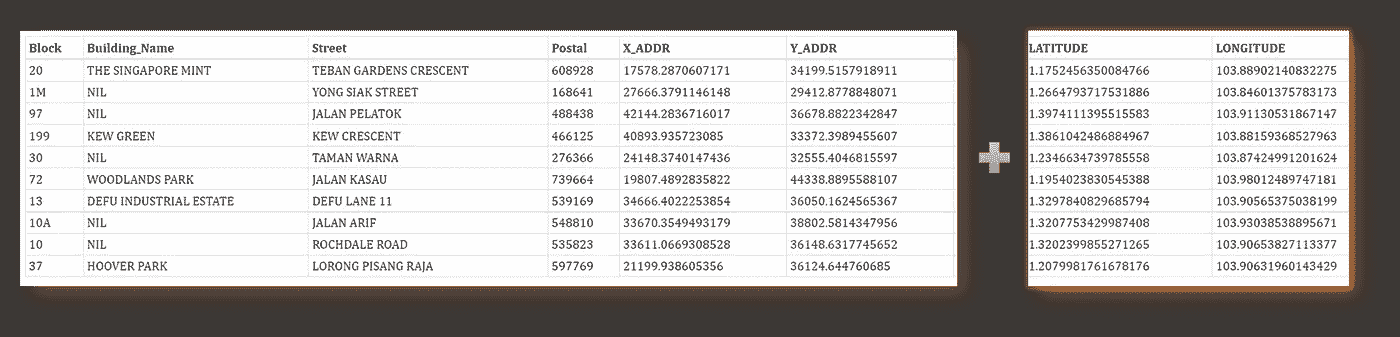 Block Building_Name Street Postal X_ADDR Y_ADDR LATITUDE LONGITUDE
20 THE SINGAPORE MINT TEBAN GARDENS CRESCENT 608928 17578.2870607171 34199.5157918911 1.1752456350084766 103.88902140832275
1M NIL YONG SIAK STREET 168641 27666.3791146148 29412.8778848071 1.2664793717531886 103.84601375783173
97 NIL JALAN PELATOK 488438 42144.2836716017 36678.8822342847 1.3974111395515583 103.91130531867147
199 KEW GREEN KEW CRESCENT 466125 40893.935723085 33372.3989455607 1.3861042486884967 103.88159368527963
30 NIL TAMAN WARNA 276366 24148.3740147436 32555.4046815597 1.2346634739785558 103.87424991201624
72 WOODLANDS PARK JALAN KASAU 739664 19807.4892835822 44338.8895588107 1.1954023830545388 103.98012489747181
13 DEFU INDUSTRIAL ESTATE DEFU LANE 11 539169 34666.4022253854 36050.1624565367 1.3297840829685794 103.90565375038199
10A NIL JALAN ARIF 548810 33670.3549493179 38802.5814347956 1.3207753429987408 103.93038538895671
10 NIL ROCHDALE ROAD 535823 33611.0669308528 36148.6317745652 1.3202399855271265 103.90653827113377
37 HOOVER PARK LORONG PISANG RAJA 597769 21199.938605356 36124.644760685 1.2079981761678176 103.90631960143429